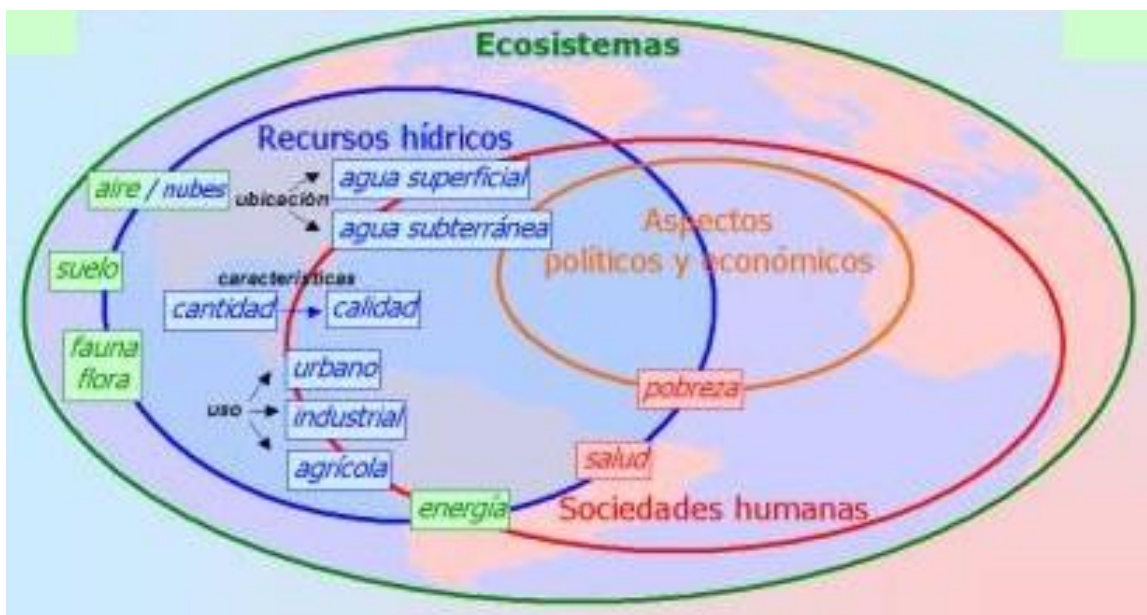 Ecosistemas
Recursos hídricos
aire / nubes
ubicación
agua superficial
agua subterránea
Aspectos
políticos y económicos
suelo
características
cantidad
calidad
fauna
flora
urbano
uso
industrial
agrícola
pobreza
salud
energía
Sociedades humanas